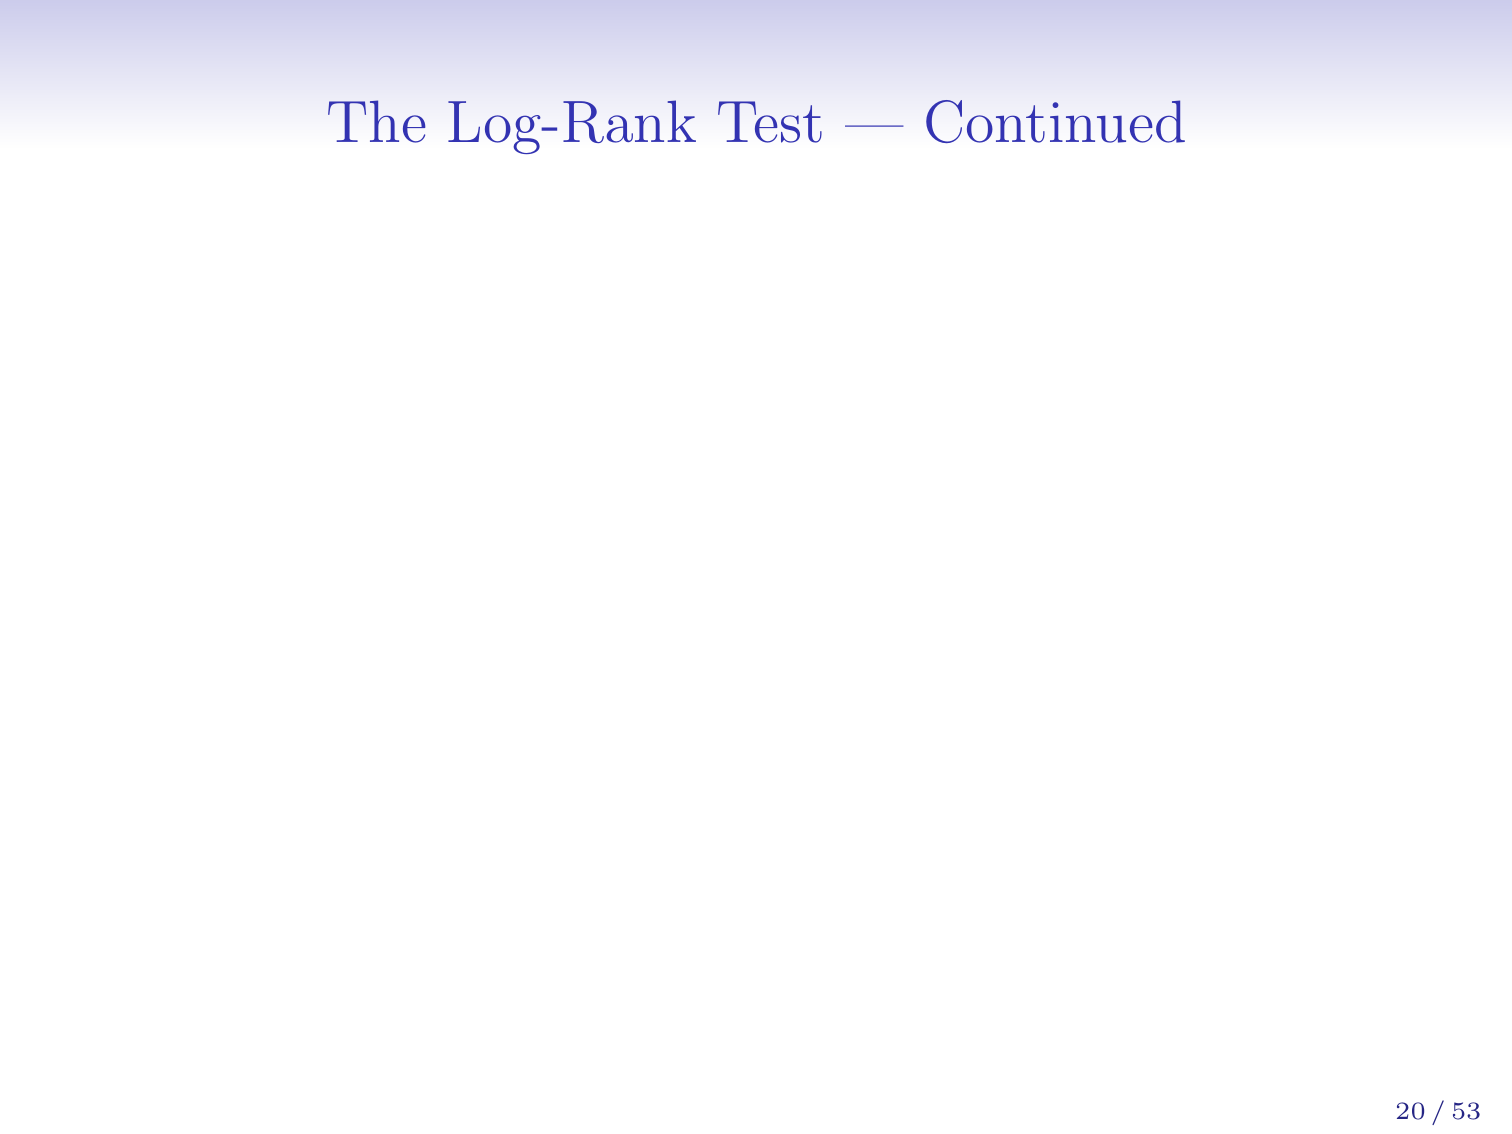 The Log-Rank Test — Continued
20 / 53